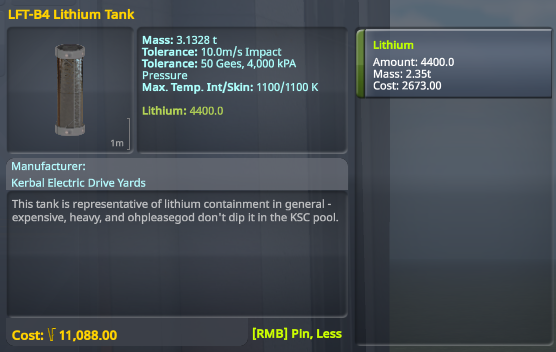 LFT-B4 Lithium Tank
Mass: 3.1328 t
Tolerance: 10.0m/s Impact
Tolerance: 50 Gees, 4,000 kPA
Pressure
Max. Temp. Int/Skin: 1100/1100 K
Lithium: 4400.0
1m
Lithium
Amount: 4400.0
Mass: 2.35t
Cost: 2673.00
Manufacturer:
Kerbal Electric Drive Yards
This tank is representative of lithium containment in general -
expensive, heavy, and ohpleasegod don't dip it in the KSC pool.
Cost: 11,088.00
[RMB] Pin, Less